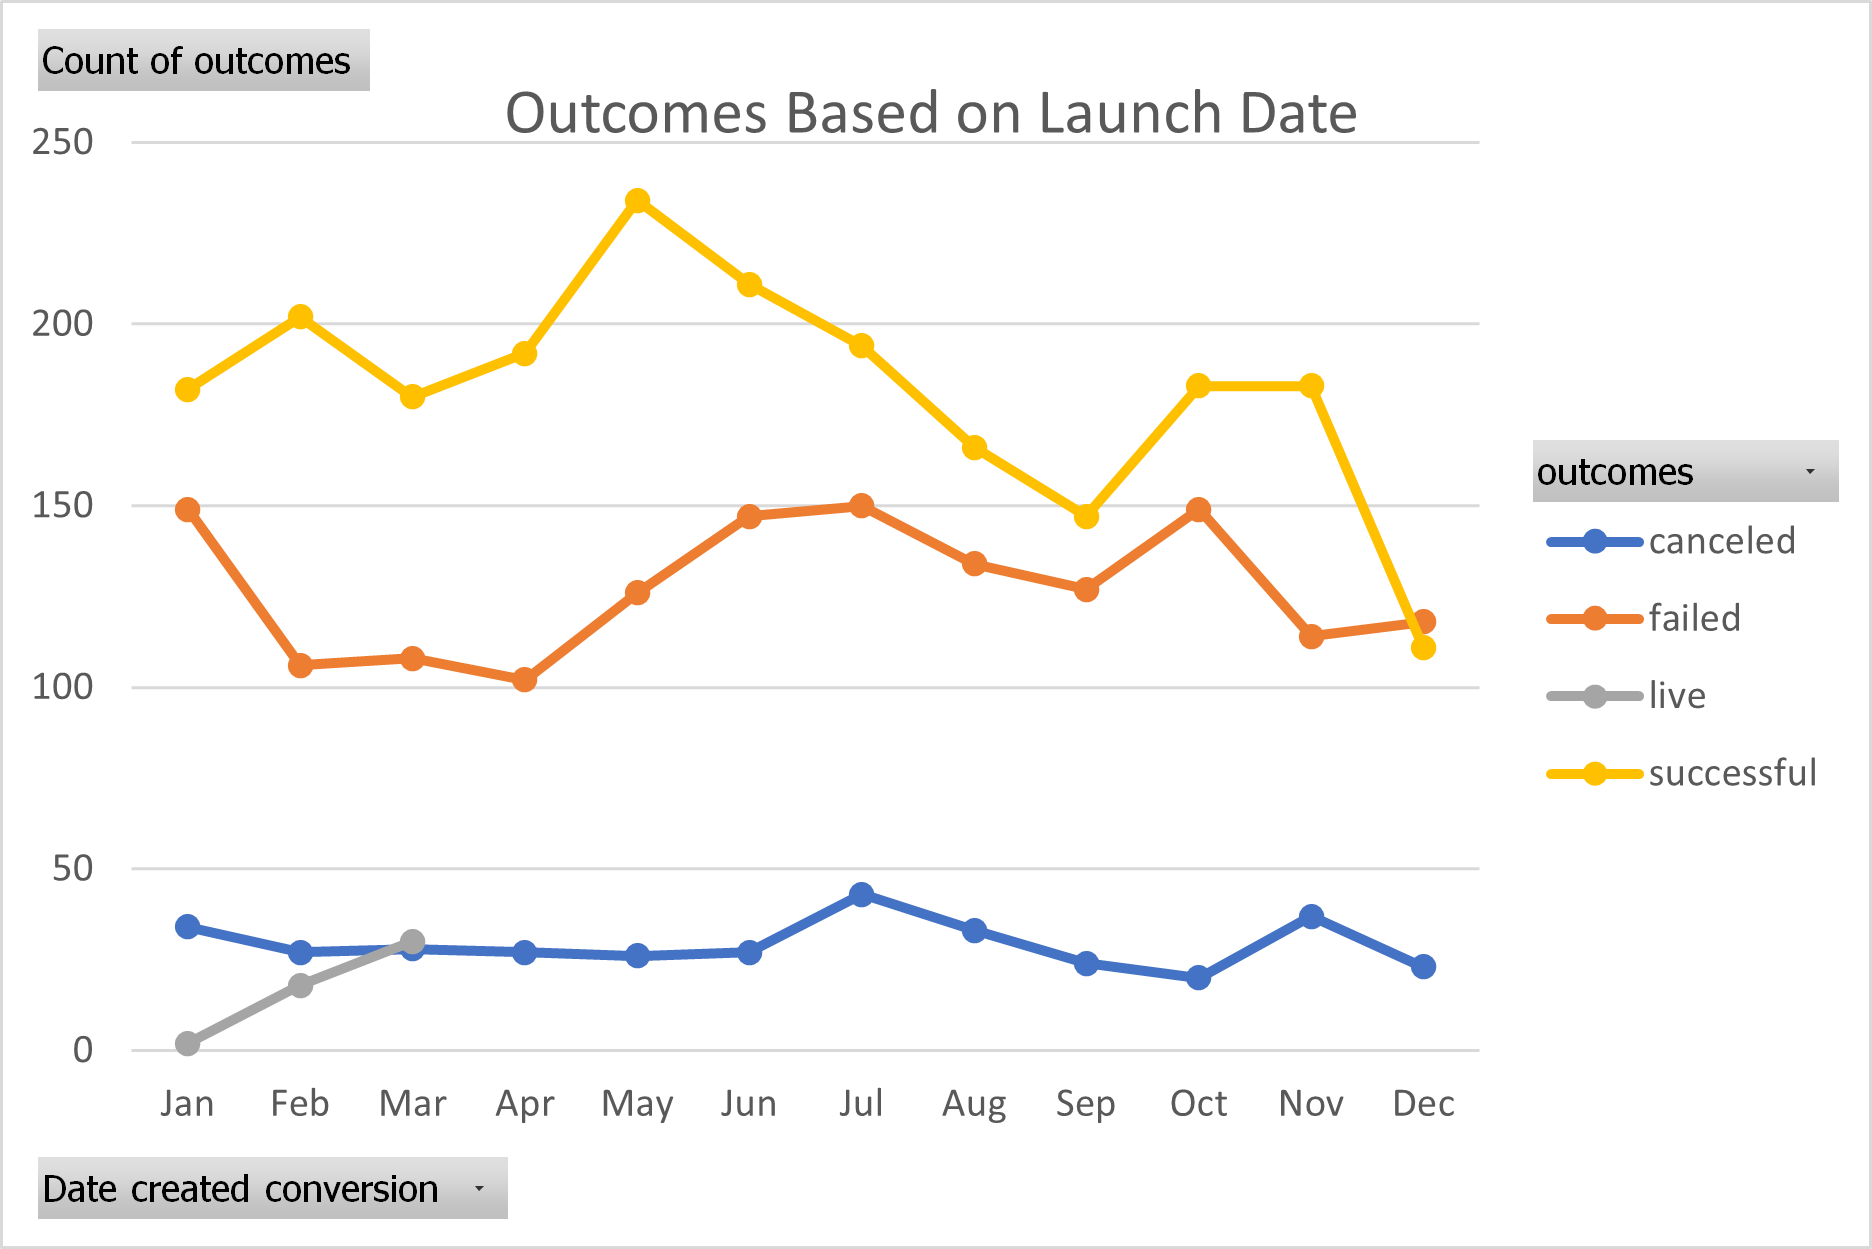 Count of outcomes
Outcomes Based on Launch Date
250
200
150
100
50
0
Jan Feb Mar Apr May Jun Jul Aug Sep Oct Nov Dec
outcomes
canceled
failed
live
successful
Date created conversion